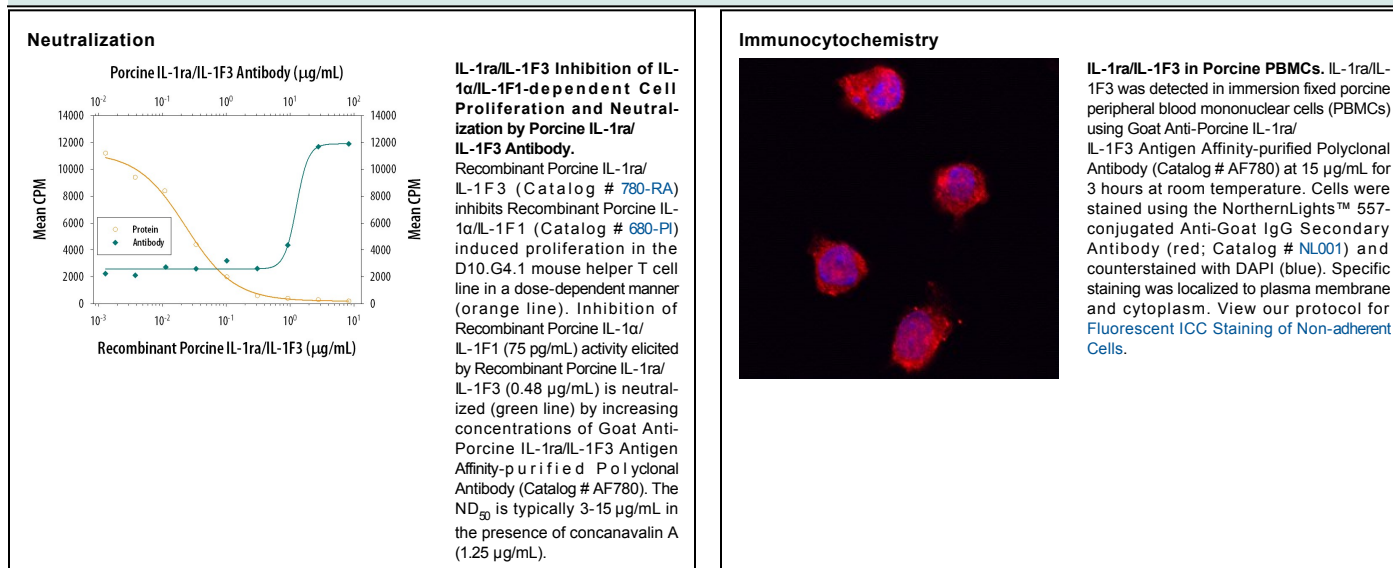 Neutralization
Porcine IL-1ra/IL-1F3 Antibody (μg/mL)
10-2 10-1 100 101 102
14000 14000
12000 12000
10000 10000
8000 8000
6000 6000
4000 4000
2000 2000
0 0
Mean CPM
Mean CPM
Protein
Antibody
10-3 10-2 10-1 100 101
Recombinant Porcine IL-1ra/IL-1F3 (μg/mL)
IL-1ra/IL-1F3 Inhibition of IL-
1α/IL-1F1-dependent Cell
Proliferation and Neutral-
ization by Porcine IL-1ra/
IL-1F3 Antibody.
Recombinant Porcine IL-1ra/
IL-1F3 (Catalog # 780-RA)
inhibits Recombinant Porcine IL-
1α/IL-1F1 (Catalog # 680-PI)
induced proliferation in the
D10.G4.1 mouse helper T cell
line in a dose-dependent manner
(orange line). Inhibition of
Recombinant Porcine IL-1α/
IL-1F1 (75 pg/mL) activity elicited
by Recombinant Porcine IL-1ra/
IL-1F3 (0.48 μg/mL) is neutral-
ized (green line) by increasing
concentrations of Goat Anti-
Porcine IL-1ra/IL-1F3 Antigen
Affinity-purified Polyclonal
Antibody (Catalog # AF780). The
ND50 is typically 3-15 μg/mL in
the presence of concanavalin A
(1.25 μg/mL).
Immunocytochemistry
IL-1ra/IL-1F3 in Porcine PBMCs. IL-1ra/IL-
1F3 was detected in immersion fixed porcine
peripheral blood mononuclear cells (PBMCs)
using Goat Anti-Porcine IL-1ra/
IL-1F3 Antigen Affinity-purified Polyclonal
Antibody (Catalog # AF780) at 15 μg/mL for
3 hours at room temperature. Cells were
stained using the NorthernLights™ 557-
conjugated Anti-Goat IgG Secondary
Antibody (red; Catalog # NL001) and
counterstained with DAPI (blue). Specific
staining was localized to plasma membrane
and cytoplasm. View our protocol for
Fluorescent ICC Staining of Non-adherent
Cells.